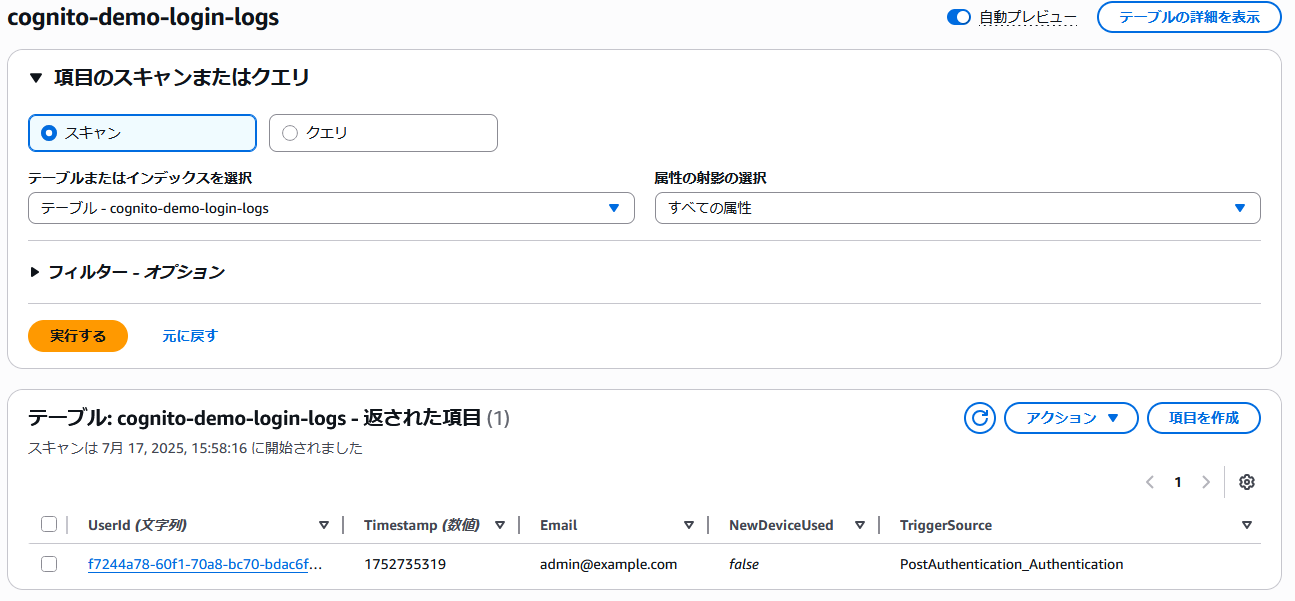 cognito-demo-login-logs
自動プレビュー
テーブルの詳細を表示
項目のスキャンまたはクエリ
スキャン
クエリ
テーブルまたはインデックスを選択
属性の射影の選択
テーブル - cognito-demo-login-logs
すべての属性
フィルター - オプション
実行する
元に戻す
テーブル: cognito-demo-login-logs - 返された項目 (1)
アクション
項目を作成
スキャンは 7月 17, 2025, 15:58:16 に開始されました
1
UserId (文字列)
Timestamp (数値)
Email
NewDeviceUsed
TriggerSource
f7244a78-60f1-70a8-bc70-bdac6f...
1752735319
admin@example.com
false
PostAuthentication_Authentication